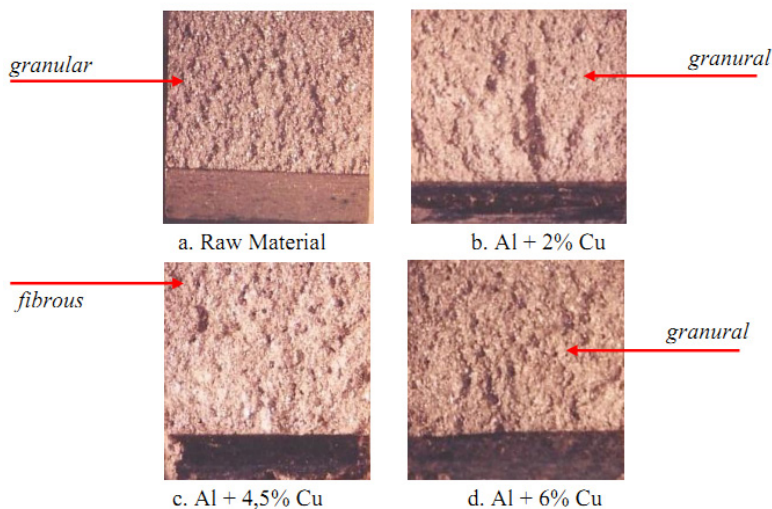 granular
granural
a. Raw Material
b. Al + 2% Cu
fibrous
granural
c. Al + 4,5% Cu
d. Al + 6% Cu